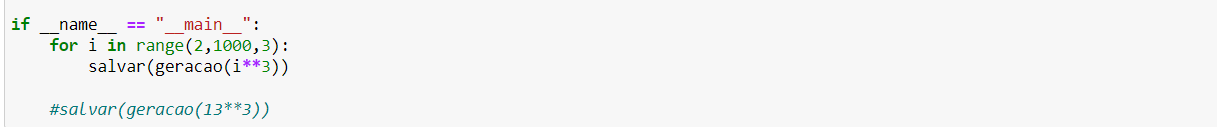 if __name__ == "__main__":
    for i in range(2,1000,3):
        salvar(geracao(i**3))
    #salvar(geracao(13**3))